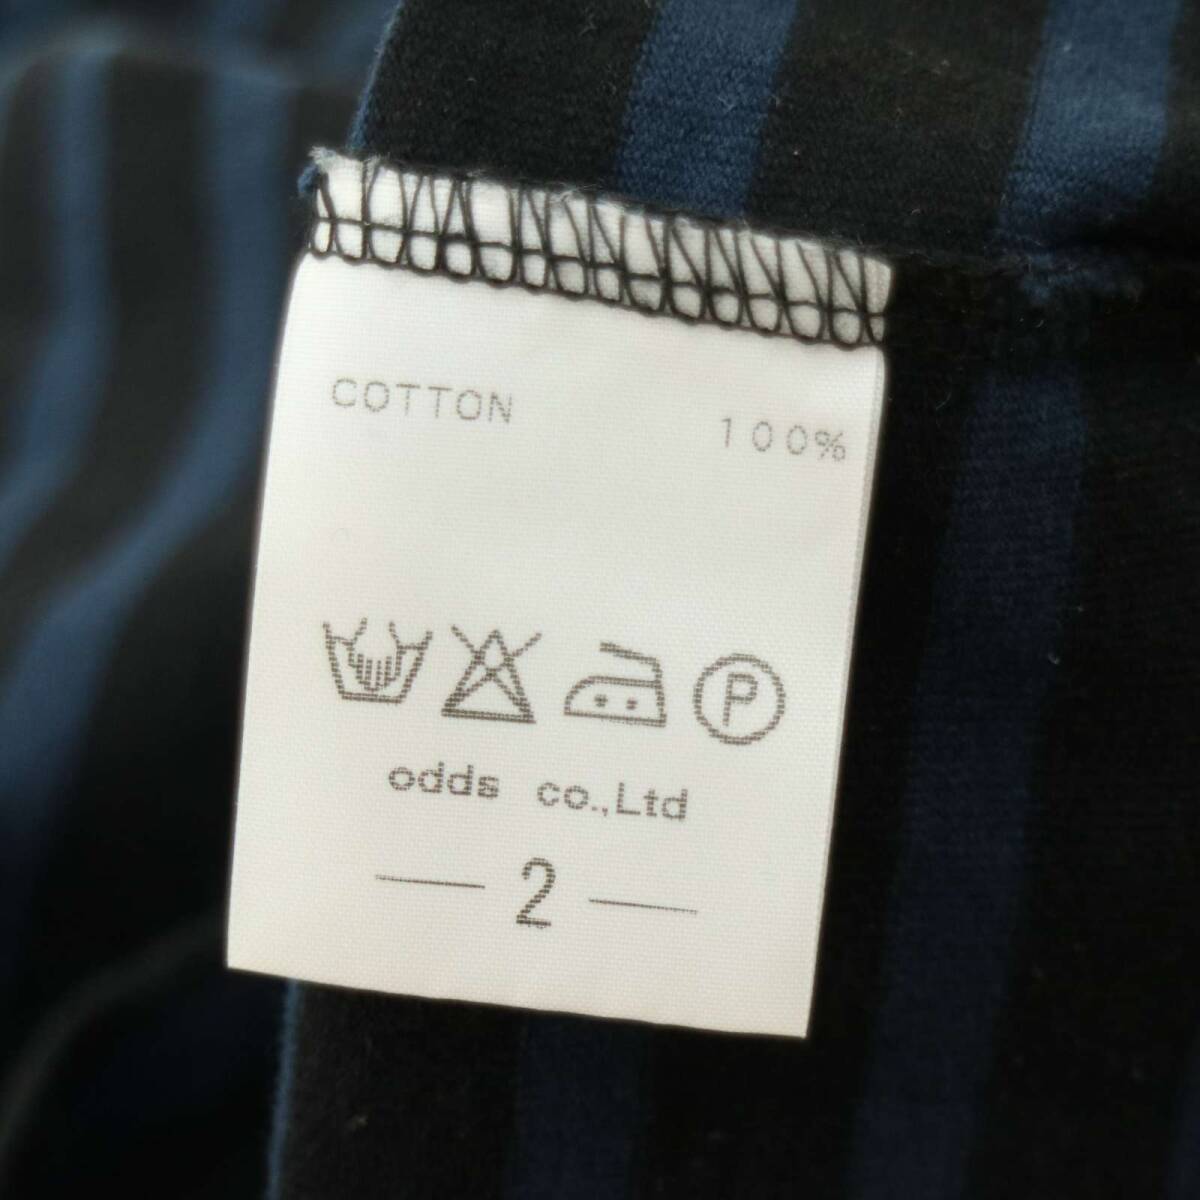 COTTON 100%
P
odds co.,Ltd
— 2 —